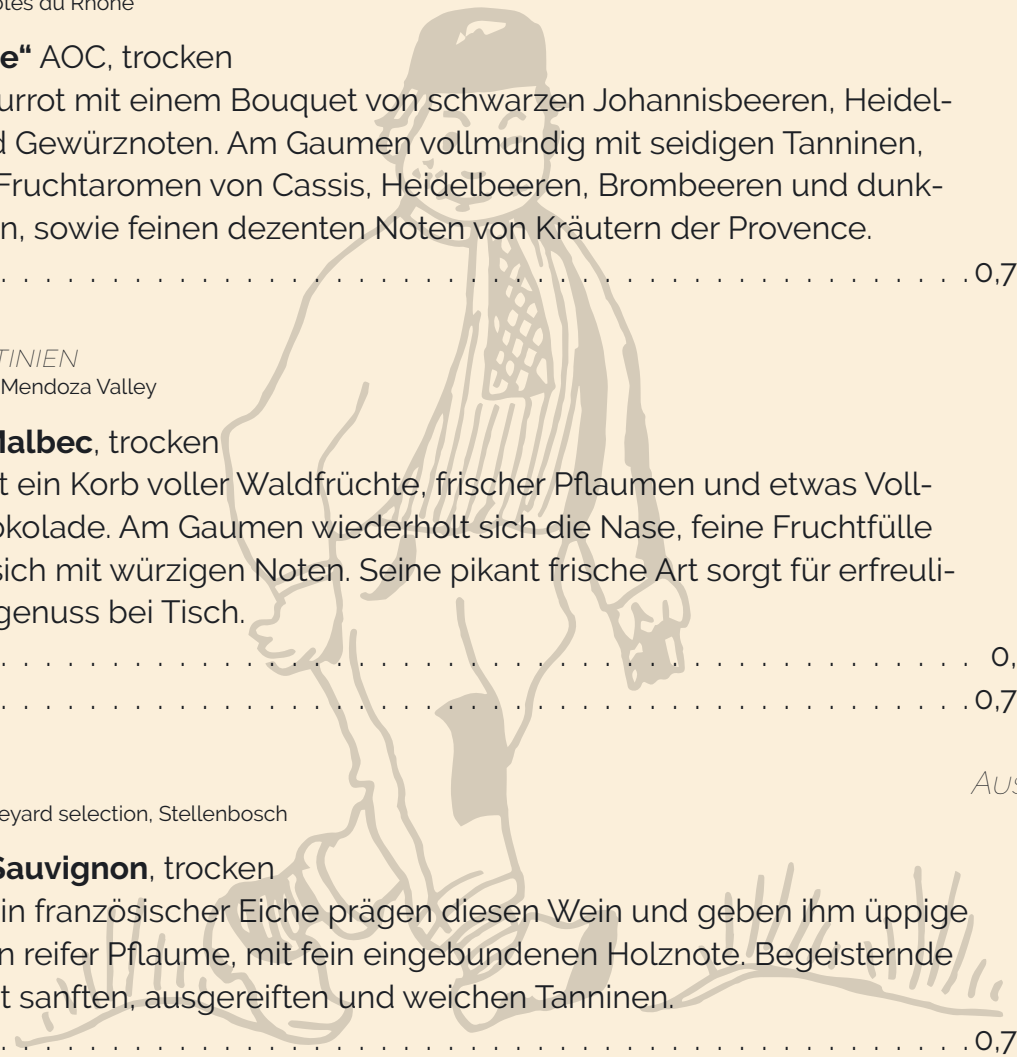 ôtes du Rhône
e“ AOC, trocken
urrot mit einem Bouquet von schwarzen Johannisbeeren, Heidel-
d Gewürznoten. Am Gaumen vollmundig mit seidigen Tanninen,
Fruchtaromen von Cassis, Heidelbeeren, Brombeeren und dunk-
n, sowie feinen dezenten Noten von Kräutern der Provence.
. . . . . . . . . . . . . . . . . . . . . . . . . . . . . . . . . . . . . . . . . . . . 0,7
TINIEN
Mendoza Valley
Malbec, trocken
t ein Korb voller Waldfrüchte, frischer Pflaumen und etwas Voll-
okolade. Am Gaumen wiederholt sich die Nase, feine Fruchtfülle
sich mit würzigen Noten. Seine pikant frische Art sorgt für erfreuli-
genuss bei Tisch.
. . . . . . . . . . . . . . . . . . . . . . . . . . . . . . . . . . . . . . . . . . . . 0,
. . . . . . . . . . . . . . . . . . . . . . . . . . . . . . . . . . . . . . . . . . . . 0,7
Aus
eyard selection, Stellenbosch
Sauvignon, trocken
in französischer Eiche prägen diesen Wein und geben ihm üppige
n reifer Pflaume, mit fein eingebundenen Holznote. Begeisternde
t sanften, ausgereiften und weichen Tanninen.
. . . . . . . . . . . . . . . . . . . . . . . . . . . . . . . . . . . . . . . . . . . . 0,7